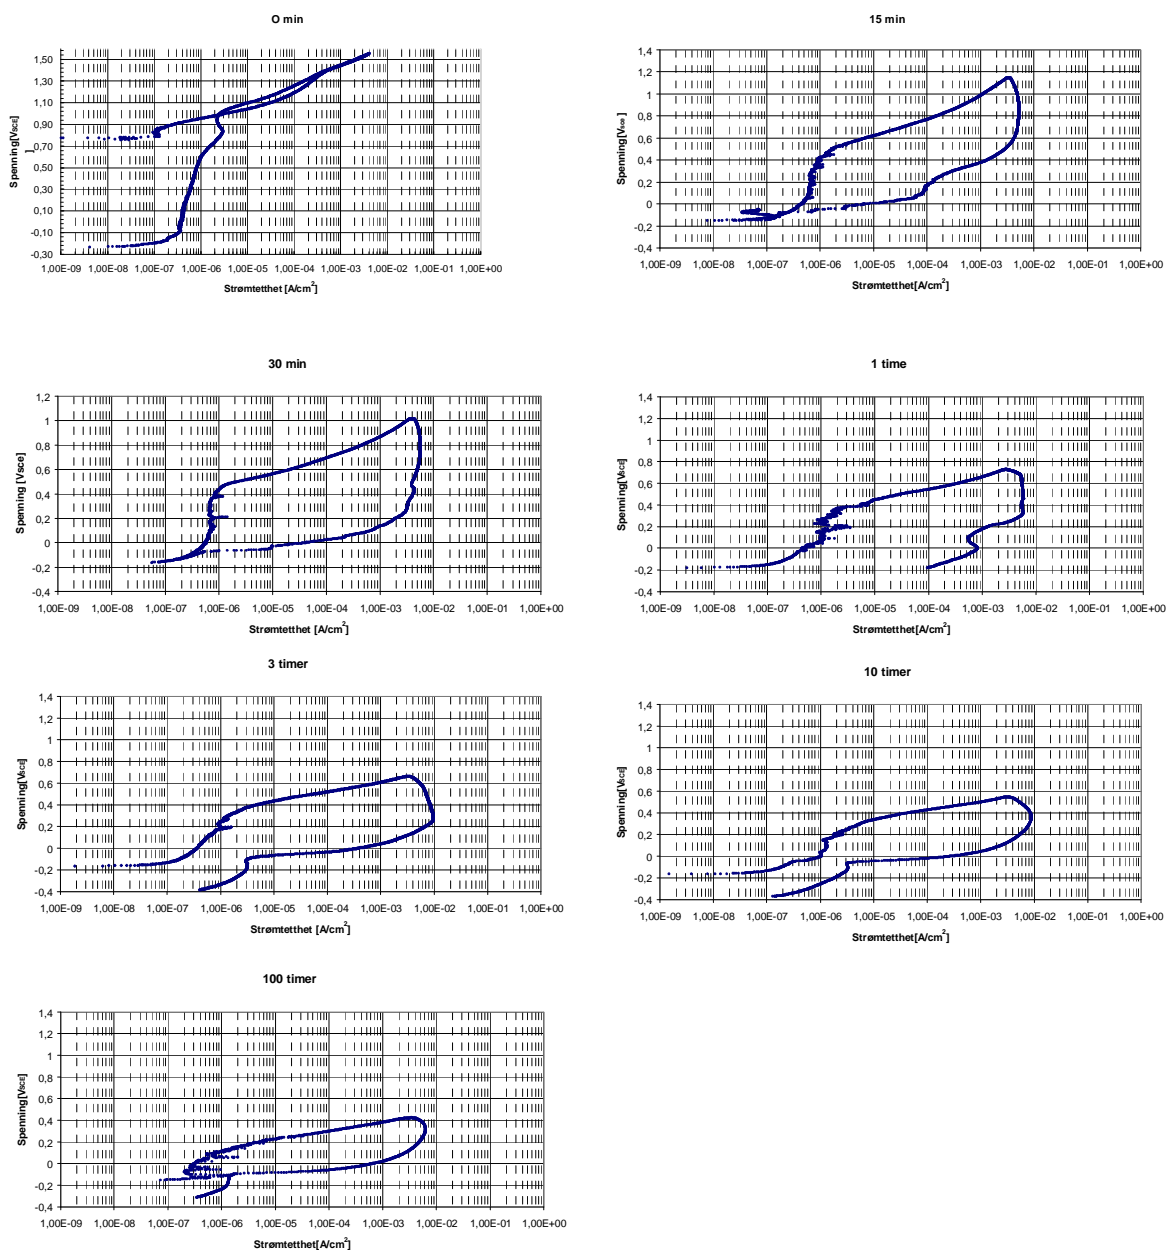 O min
Spenning[VSCE
]
1,50
1,30
1,10
0,90
0,70
0,50
0,30
0,10
-0,10
-0,30
1,00E-09 1,00E-08 1,00E-07 1,00E-06 1,00E-05 1,00E-04 1,00E-03 1,00E-02 1,00E-01 1,00E+00
Strømtetthet [A/cm2]
15 min
Spenning[Vsce]
1,4
1,2
1
0,8
0,6
0,4
0,2
0
-0,2
-0,4
1,00E-09 1,00E-08 1,00E-07 1,00E-06 1,00E-05 1,00E-04 1,00E-03 1,00E-02 1,00E-01 1,00E+00
Strømtetthet[A/cm2]
30 min
Spenning [Vsce]
1,2
1
0,8
0,6
0,4
0,2
0
-0,2
-0,4
1,00E-09 1,00E-08 1,00E-07 1,00E-06 1,00E-05 1,00E-04 1,00E-03 1,00E-02 1,00E-01 1,00E+00
Strømtetthet [A/cm2]
1 time
Spenning[VSCE]
1,4
1,2
1
0,8
0,6
0,4
0,2
0
-0,2
-0,4
1,00E-09 1,00E-08 1,00E-07 1,00E-06 1,00E-05 1,00E-04 1,00E-03 1,00E-02 1,00E-01 1,00E+00
Strømtetthet[A/cm2]
3 timer
Spenning[VSCE]
1,4
1,2
1
0,8
0,6
0,4
0,2
0
-0,2
-0,4
1,00E-09 1,00E-08 1,00E-07 1,00E-06 1,00E-05 1,00E-04 1,00E-03 1,00E-02 1,00E-01 1,00E+00
Strømtetthet [A/cm2]
10 timer
Spenning[VSCE]
1,4
1,2
1
0,8
0,6
0,4
0,2
0
-0,2
-0,4
1,00E-09 1,00E-08 1,00E-07 1,00E-06 1,00E-05 1,00E-04 1,00E-03 1,00E-02 1,00E-01 1,00E+00
Strømtetthet[A/cm2]
100 timer
Spenning[VSCE]
1,4
1,2
1
0,8
0,6
0,4
0,2
0
-0,2
-0,4
1,00E-09 1,00E-08 1,00E-07 1,00E-06 1,00E-05 1,00E-04 1,00E-03 1,00E-02 1,00E-01 1,00E+00
Strømtetthet[A/cm2]